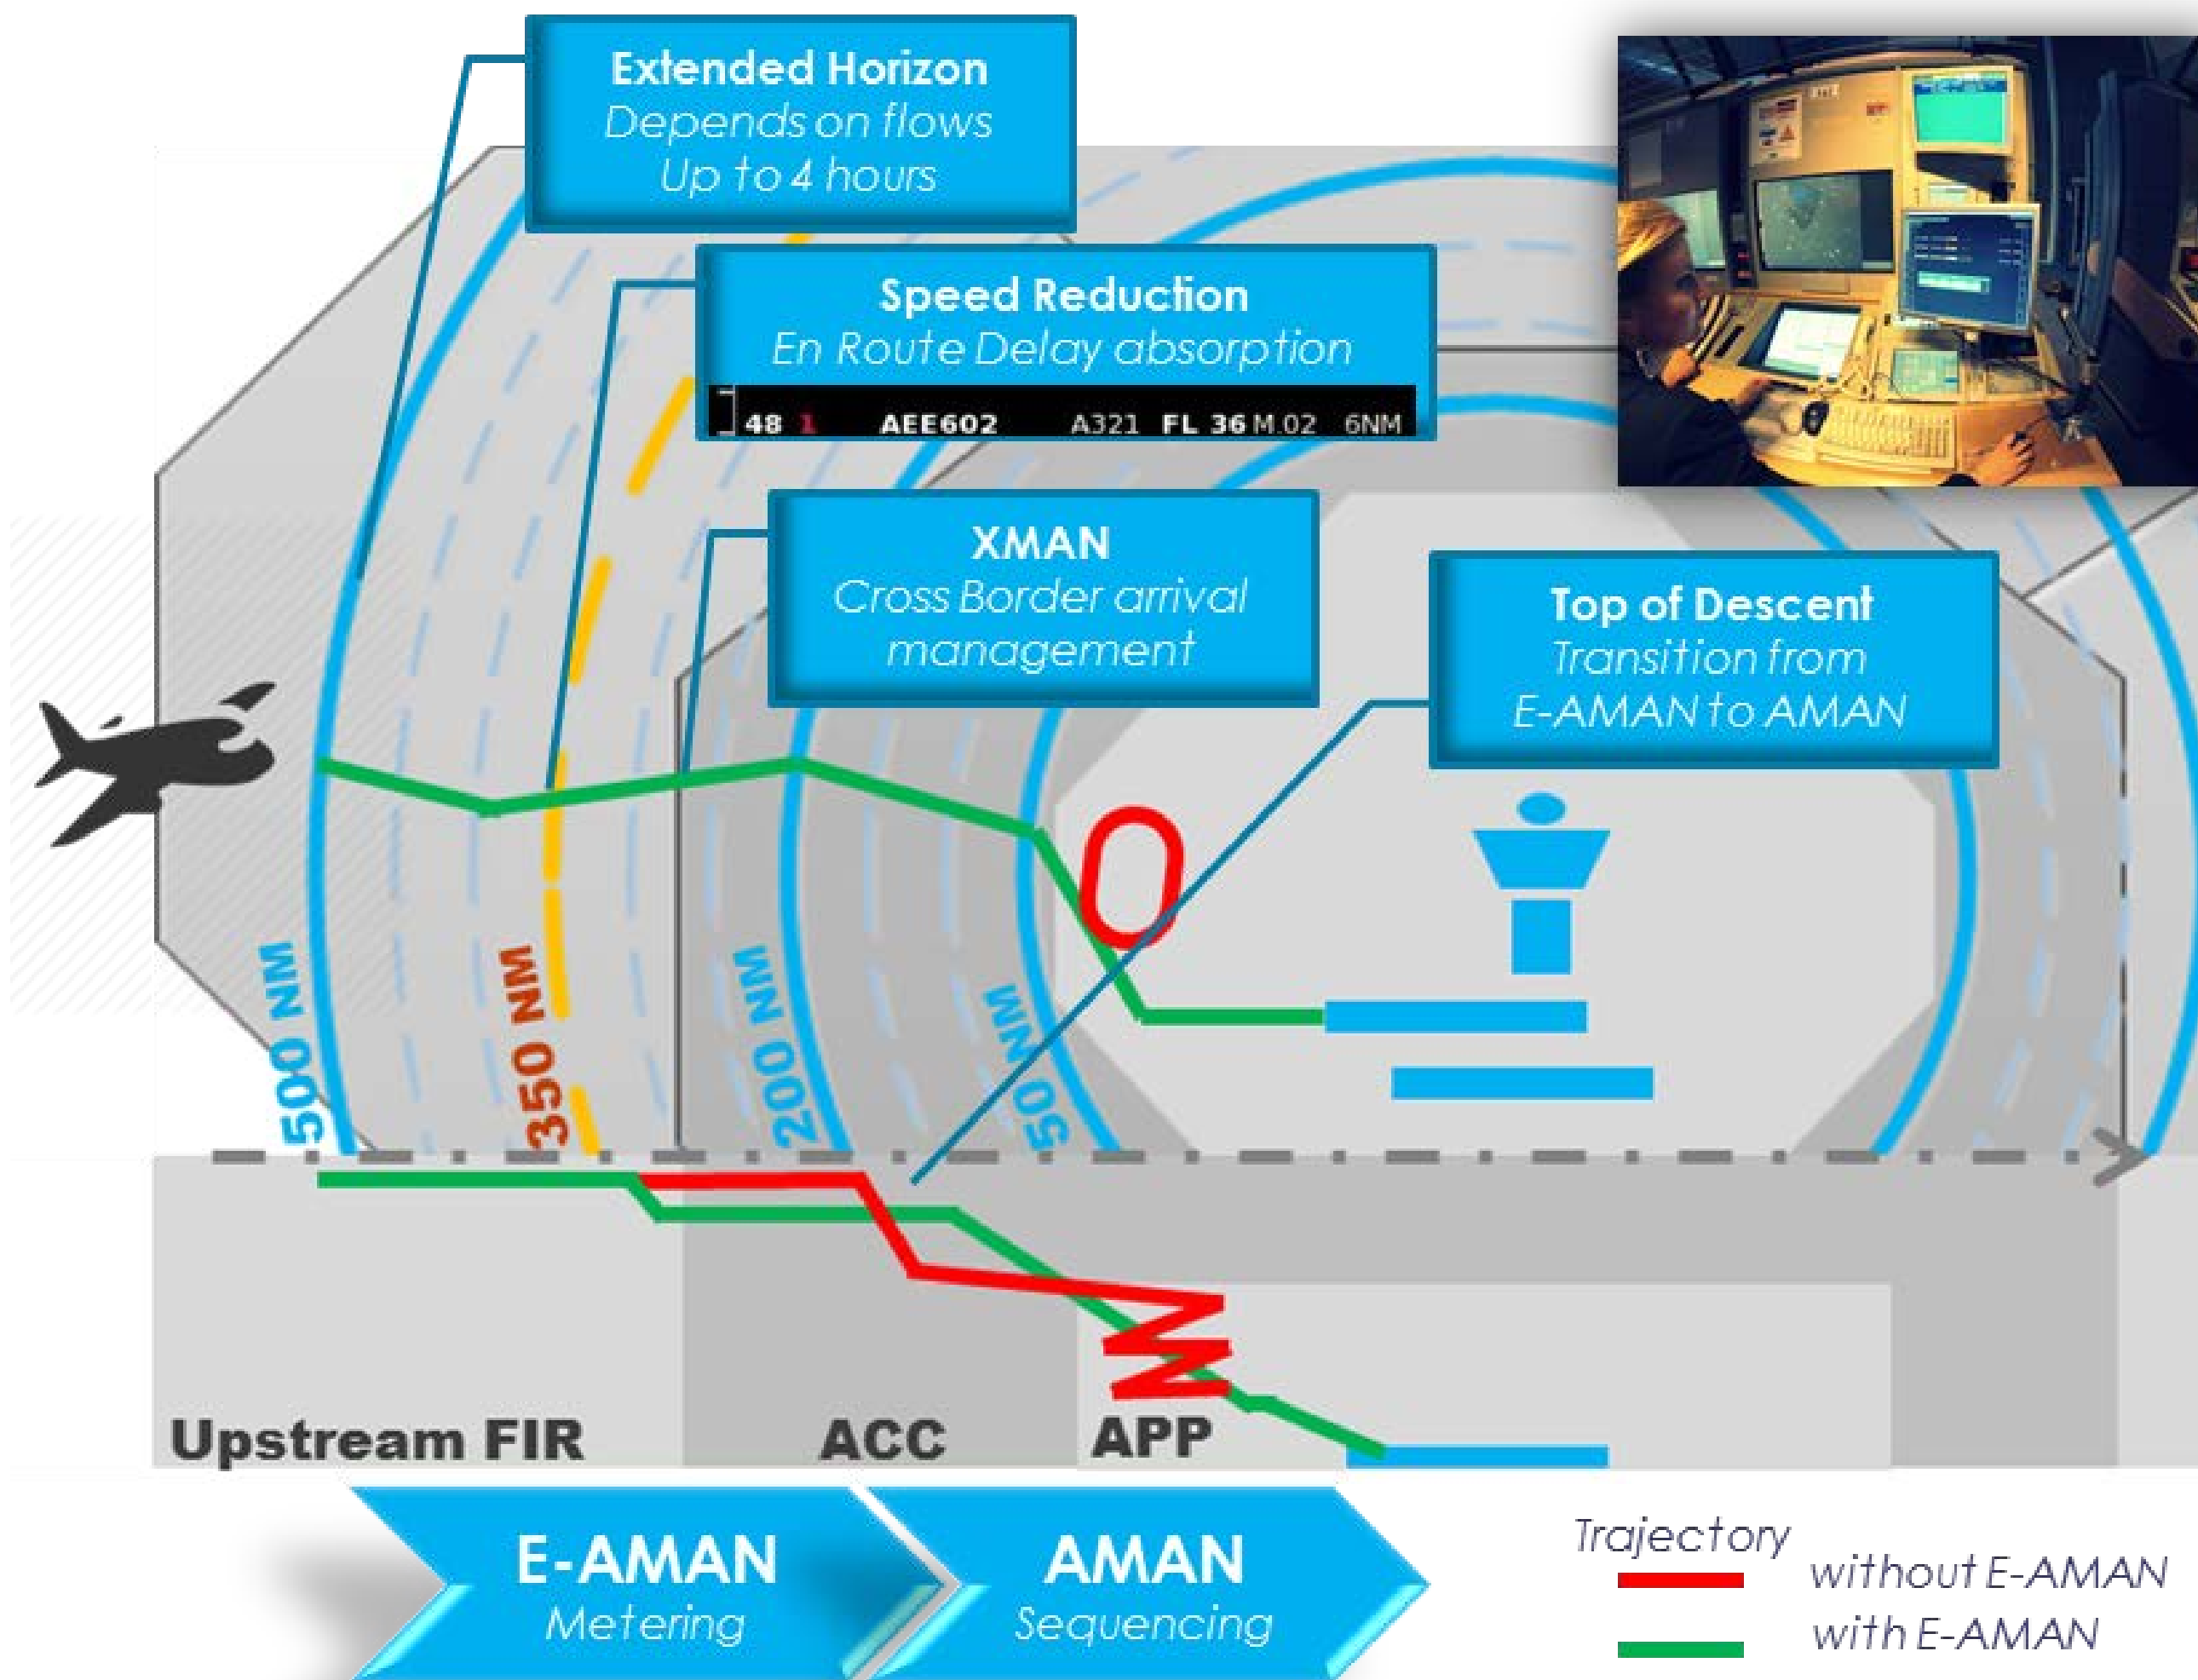 Extended Horizon
Depends on flows
Up to 4 hours
Speed Reduction
En Route Delay absorption
48 1 AEE602 A321 FL 36 M.02 6NM
XMAN
Cross Border arrival
management
Top of Descent
Transition from
E-AMAN to AMAN
500 NM
350 NM
200 NM
50 NM
Upstream FIR
ACC
APP
E-AMAN
Metering
AMAN
Sequencing
Trajectory
without E-AMAN
with E-AMAN